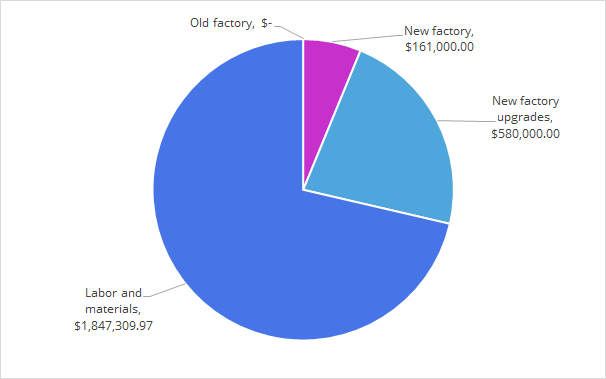 Old factory, $-
New factory,
$161,000.00
New factory
upgrades,
$580,000.00
Labor and
materials,
$1,847,309.97